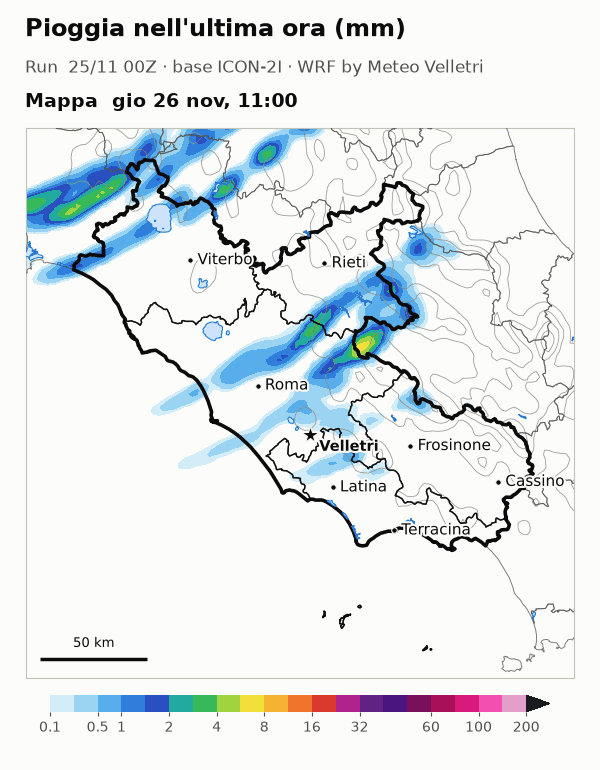 Pioggia nell'ultima ora (mm)
Run  25/11 00Z · base ICON-2I · WRF by Meteo Velletri
Mappa  gio 26 nov, 11:00
Viterbo
Rieti
Roma
Velletri
Frosinone
Latina
Cassino
Terracina
50 km
0.1 0.5 1 2 4 8 16 32 60 100 200